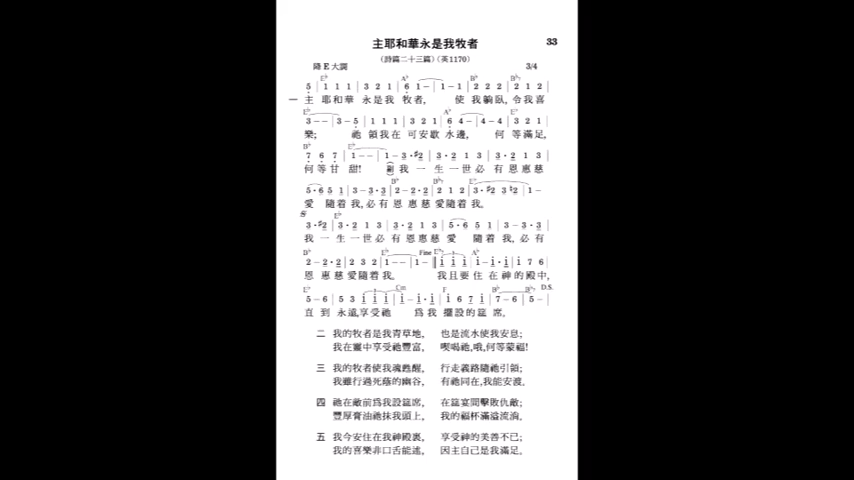 主耶和華永是我牧者 33
(詩篇二十三篇)(英1170)
降 E 大調 3/4
一 主 耶和華 永是我 牧者, 使 我躺臥, 令我喜
樂; 祂 領我在 可安歇 水邊, 何 等滿足,
何等甘 甜! (副) 我 一 生 一世必 有 恩惠慈
愛 隨着 我, 必有 恩 惠慈 愛隨着 我。
我 一 生 一世必 有恩 惠慈 愛 隨着 我, 必有
Fine
恩 惠慈 愛隨着 我。 我且要 住 在 神的殿中,
D.S.
直 到 永遠,享受祂 爲 我 擺設的 筵 席。
二 我的牧者是我青草地, 也是流水使我安息;
我在靈中享受祂豐富, 喫喝祂,哦,何等蒙福!
三 我的牧者使我魂甦醒, 行走義路隨祂引領;
我雖行過死蔭的幽谷, 有祂同在,我能安渡。
四 祂在敵前爲我設筵席, 在筵宴間擊敗仇敵;
豐厚膏油祂抹我頭上, 我的福杯滿溢流淌。
五 我今安住在我神殿裏, 享受神的美善不已;
我的喜樂非口舌能述, 因主自己是我滿足。